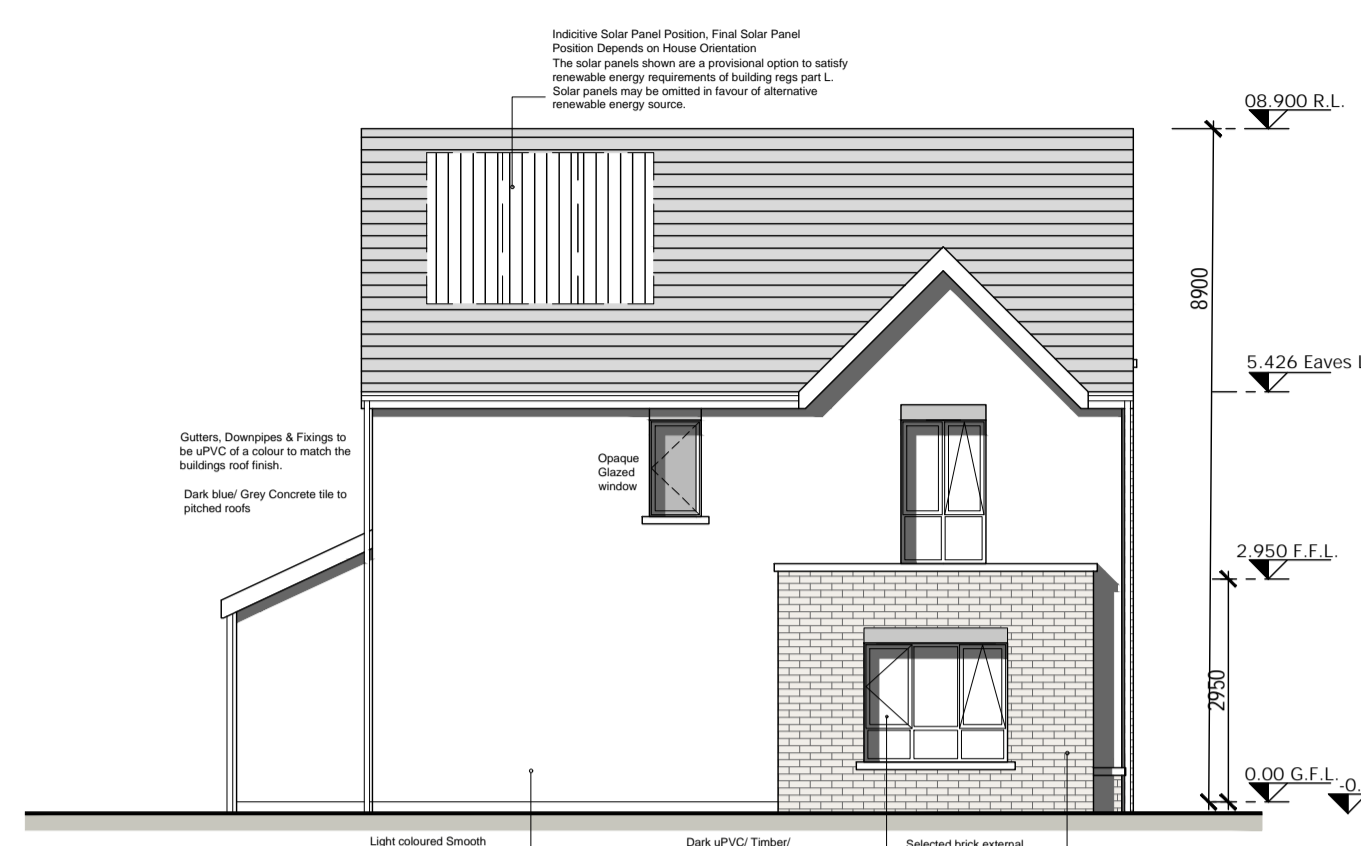 Indicitive Solar Panel Position, Final Solar Panel
Position Depends on House Orientation
The solar panels shown are a provisional option to satisfy
renewable energy requirements of building regs part L.
Solar panels may be omitted in favour of alternative
renewable energy source.
08.900 R.L.
8900
5.426 Eaves
Gutters, Downpipes & Fixings to
be uPVC of a colour to match the
buildings roof finish.
Dark blue/ Grey Concrete tile to
pitched roofs
Opaque
Glazed
window
2.950 F.F.L.
2950
0.00 G.F.L.
-0.
Light coloured Smooth
Dark uPVC/ Timber/
Selected brick external